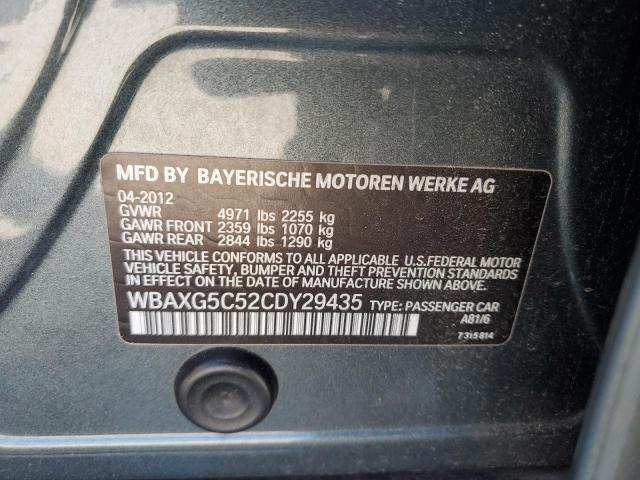 MFD BY BAYERISCHE MOTOREN WERKE AG
04-2012
GVWR 4971 lbs 2255 kg
GAWR FRONT 2359 lbs 1070 kg
GAWR REAR 2844 lbs 1290 kg
THIS VEHICLE CONFORMS TO ALL APPLICABLE U.S.FEDERAL MOTOR
VEHICLE SAFETY, BUMPER AND THEFT PREVENTION STANDARDS
IN EFFECT ON THE DATE OF MANUFACTURE SHOWN ABOVE.
WBAXG5C52CDY29435 TYPE: PASSENGER CAR
A81/6
7315814